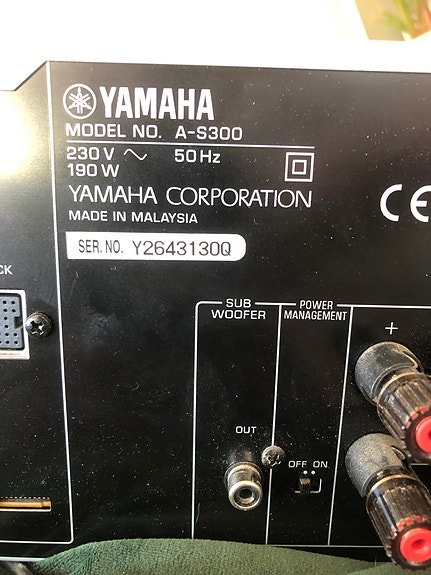 YAMAHA
MODEL NO. A-S300
230 V ~ 50 Hz
190 W
YAMAHA CORPORATION
MADE IN MALAYSIA
CE
SER. NO. Y2643130Q
CK
SUB
WOOFER
POWER
MANAGEMENT
+
OUT
OFF ON